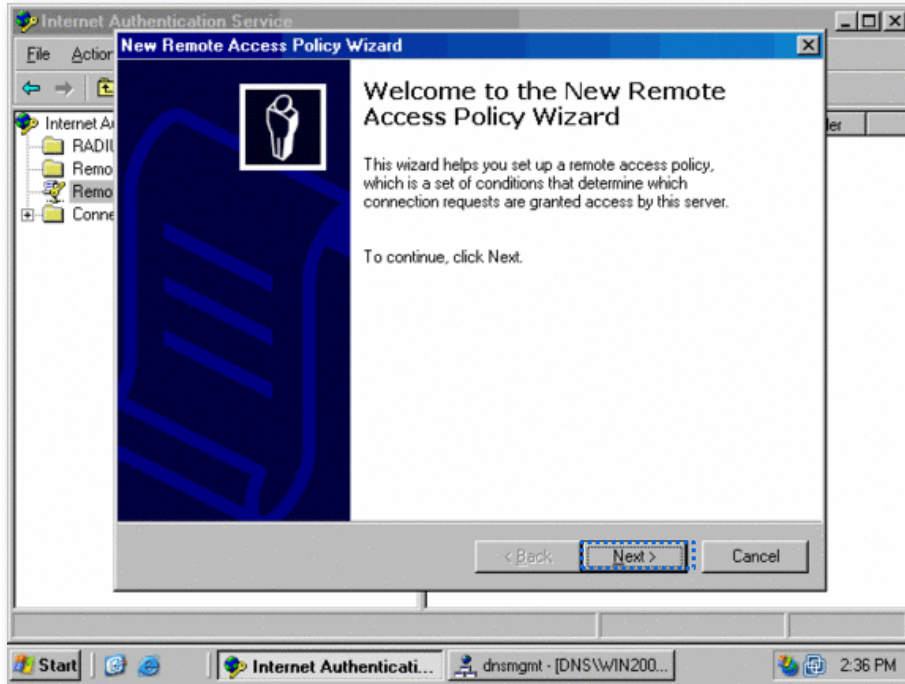 Internet Authentication Service
File Action
New Remote Access Policy Wizard
Internet Au
RADIU
Remo
Remo
Conne
der
Welcome to the New Remote
Access Policy Wizard
This wizard helps you set up a remote access policy,
which is a set of conditions that determine which
connection requests are granted access by this server.
To continue, click Next.
< Back Next > Cancel
Start Internet Authenticati... dnsmgmt - [DNS\WIN200... 2:36 PM